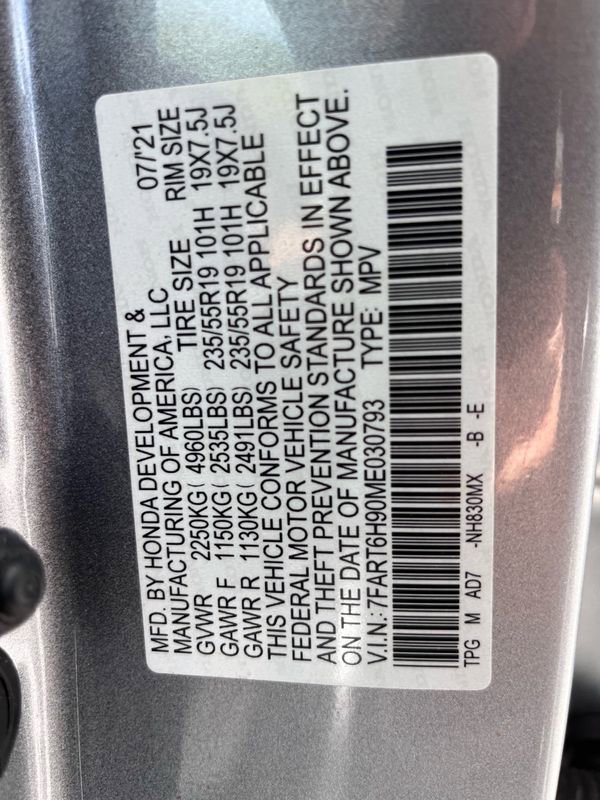 MFD. BY HONDA DEVELOPMENT & 07/'21
MANUFACTURING OF AMERICA, LLC
TIRE SIZE RIM SIZE
GVWR 2250KG( 4960LBS)
GAWR F 1150KG( 2535LBS) 235/55R19 101H 19X7.5J
GAWR R 1130KG( 2491LBS) 235/55R19 101H 19X7.5J
THIS VEHICLE CONFORMS TO ALL APPLICABLE
FEDERAL MOTOR VEHICLE SAFETY
AND THEFT PREVENTION STANDARDS IN EFFECT
ON THE DATE OF MANUFACTURE SHOWN ABOVE.
V.I.N.: 7FART6H90ME030793 TYPE: MPV
TPG M AD7 -NH830MX -B -E